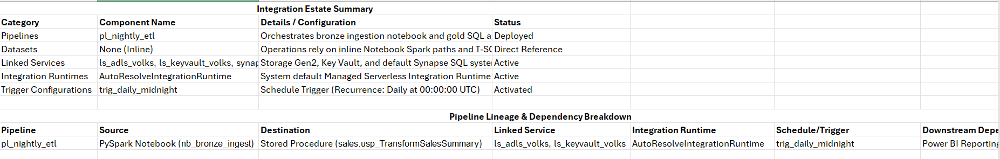 Integration Estate Summary
Category Component Name Details / Configuration Status
Pipelines pl_nightly_etl Orchestrates bronze ingestion notebook and gold SQL a Deployed
Datasets None (Inline) Operations rely on inline Notebook Spark paths and T-SC Direct Reference
Linked Services ls_adls_volks, ls_keyvault_volks, synap Storage Gen2, Key Vault, and default Synapse SQL syste Active
Integration Runtimes AutoResolveIntegrationRuntime System default Managed Serverless Integration Runtime Active
Trigger Configurations trig_daily_midnight Schedule Trigger (Recurrence: Daily at 00:00:00 UTC) Activated
Pipeline Lineage & Dependency Breakdown
Pipeline Source Destination Linked Service Integration Runtime Schedule/Trigger Downstream Depe
pl_nightly_etl PySpark Notebook (nb_bronze_ingest) Stored Procedure (sales.usp_TransformSalesSummary) ls_adls_volks, ls_keyvault_volks AutoResolveIntegrationRuntime trig_daily_midnight Power BI Reporting